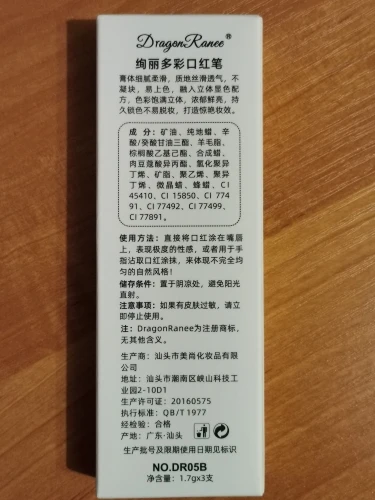 DragonRanee®
绚丽多彩口红笔
膏体细腻柔滑，质地丝滑透气，不
凝块，易上色，融入立体显色配
方，色彩饱满立体，浓郁鲜亮，持
久锁色不易脱妆，打造惊艳妆效。
成 分：矿油、纯地蜡、辛
酸/癸酸甘油三酯、羊毛脂、
棕榈酸乙基己酯、合成蜡、
肉豆蔻酸异丙酯、氢化聚异
丁烯、矿脂、聚乙烯、聚异
丁烯、微晶蜡、蜂蜡、CI
45410、CI 15850、CI 774
91、CI 77492、CI 77499、
CI 77891。
使用方法：直接将口红涂在嘴唇
上，表现极度的性感，或者用于手
指沾取口红涂抹，来体现不完全均
匀的自然风格！
储存条件：置于阴凉处，避免阳光
直射。
注意事项：如果有皮肤过敏，请立
即停止使用。
注：DragonRanee为注册商标，
无其他含义。
生产商：汕头市美尚化妆品有限
公司
地址：汕头市潮南区峡山科技工
业园2-10D1
生产许可证：20160575
执行标准：QB/T 1977
经检验：合格
产地：广东·汕头
生产批号及限期使用日期见标识
NO.DR05B
净含量：1.7gx3支